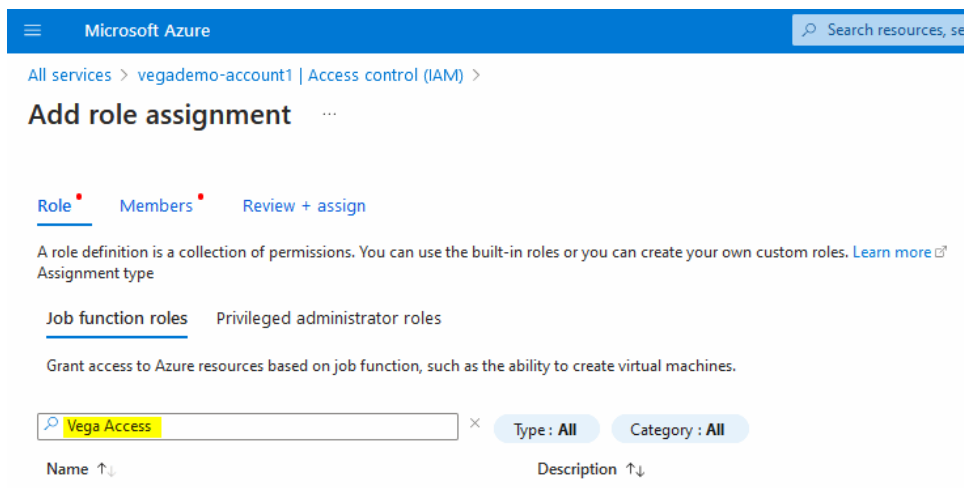 Microsoft Azure
Search resources, se
All services > vegademo-account1 | Access control (IAM) >
Add role assignment ...
Role Members Review + assign
A role definition is a collection of permissions. You can use the built-in roles or you can create your own custom roles. Learn more
Assignment type
Job function roles Privileged administrator roles
Grant access to Azure resources based on job function, such as the ability to create virtual machines.
Vega Access × Type : All Category : All
Name ↑↓ Description ↑↓